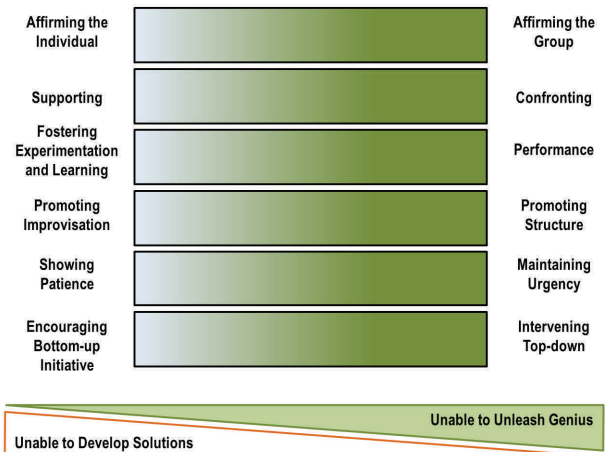 Affirming the
Individual
Affirming the
Group
Supporting
Confronting
Fostering
Experimentation
and Learning
Performance
Promoting
Improvisation
Promoting
Structure
Showing
Patience
Maintaining
Urgency
Encouraging
Bottom-up
Initiative
Intervening
Top-down
Unable to Unleash Genius
Unable to Develop Solutions